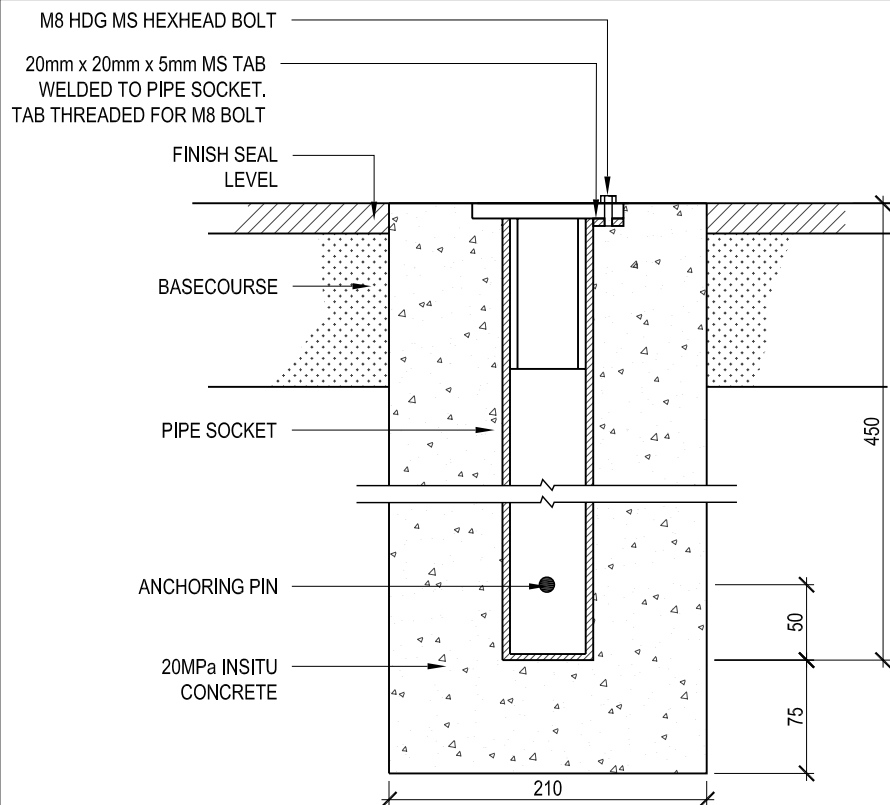 M8 HDG MS HEXHEAD BOLT
20mm x 20mm x 5mm MS TAB
WELDED TO PIPE SOCKET.
TAB THREADED FOR M8 BOLT
FINISH SEAL
LEVEL
BASECOURSE
PIPE SOCKET
450
ANCHORING PIN
50
20MPa INSITU
CONCRETE
75
210